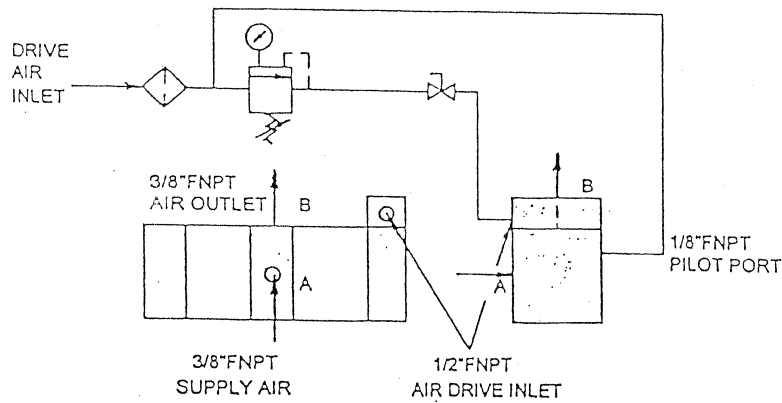 DRIVE
AIR
INLET
3/8"FNPT
AIR OUTLET
B
B
A
A
1/8"FNPT
PILOT PORT
3/8"FNPT
SUPPLY AIR
1/2"FNPT
AIR DRIVE INLET